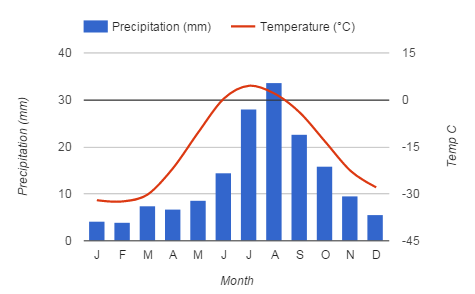 Precipitation (mm) Temperature (°C)
40 15
30 0
20 -15
10 -30
0 -45
J F M A M J J A S O N D
Month
Precipitation (mm)
Temp C